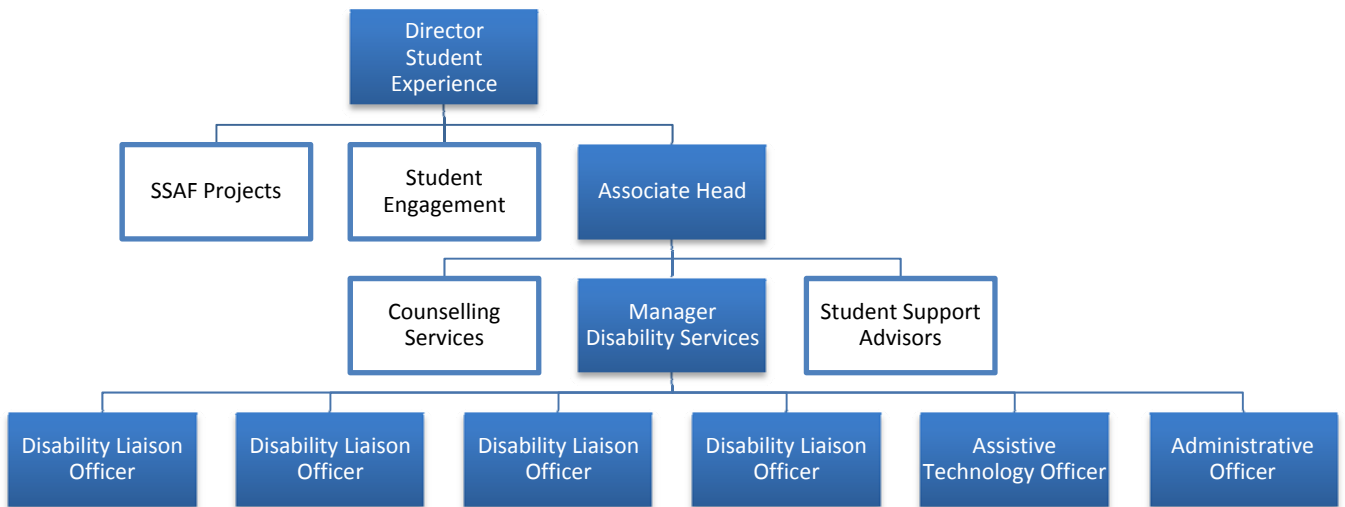 Director
Student
Experience
SSAF Projects
Student
Engagement
Associate Head
Counselling
Services
Manager
Disability Services
Student Support
Advisors
Disability Liaison
Officer
Disability Liaison
Officer
Disability Liaison
Officer
Disability Liaison
Officer
Assistive
Technology Officer
Administrative
Officer